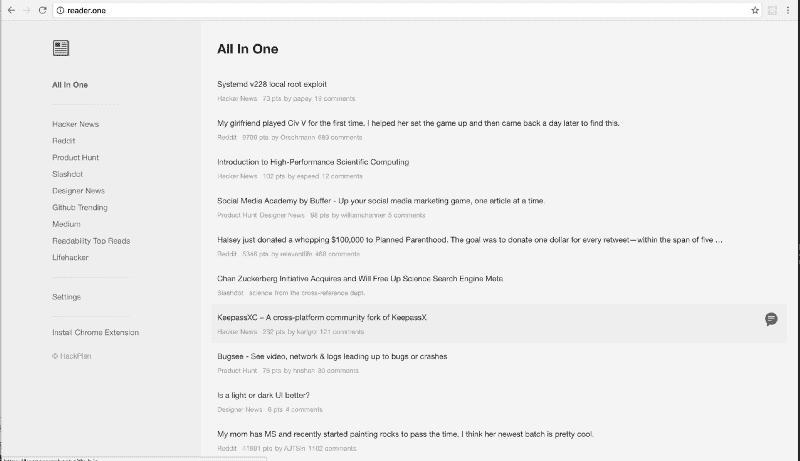 reader.one
All In One
Hacker News
Reddit
Product Hunt
Slashdot
Designer News
Github Trending
Medium
Readability Top Reads
Lifehacker
Settings
Install Chrome Extension
© HackPlan
All In One
Systemd v228 local root exploit
Hacker News 73 pts by papey 19 comments
My girlfriend played Civ V for the first time. I helped her set the game up and then came back a day later to find this.
Reddit 9706 pts by Orschmann 689 comments
Introduction to High-Performance Scientific Computing
Hacker News 102 pts by espeed 12 comments
Social Media Academy by Buffer - Up your social media marketing game, one article at a time.
Product Hunt Designer News 98 pts by williamchanner 5 comments
Halsey just donated a whopping $100,000 to Planned Parenthood. The goal was to donate one dollar for every retweet—within the span of five ...
Reddit 5346 pts by relevantlife 468 comments
Chan Zuckerberg Initiative Acquires and Will Free Up Science Search Engine Meta
Slashdot science from the cross-reference dept.
KeepassXC – A cross-platform community fork of KeepassX
Hacker News 232 pts by karlgrz 121 comments
Bugsee - See video, network & logs leading up to bugs or crashes
Product Hunt 76 pts by hnshah 30 comments
Is a light or dark UI better?
Designer News 6 pts 4 comments
My mom has MS and recently started painting rocks to pass the time. I think her newest batch is pretty cool.
Reddit 41691 pts by AJTSin 1102 comments